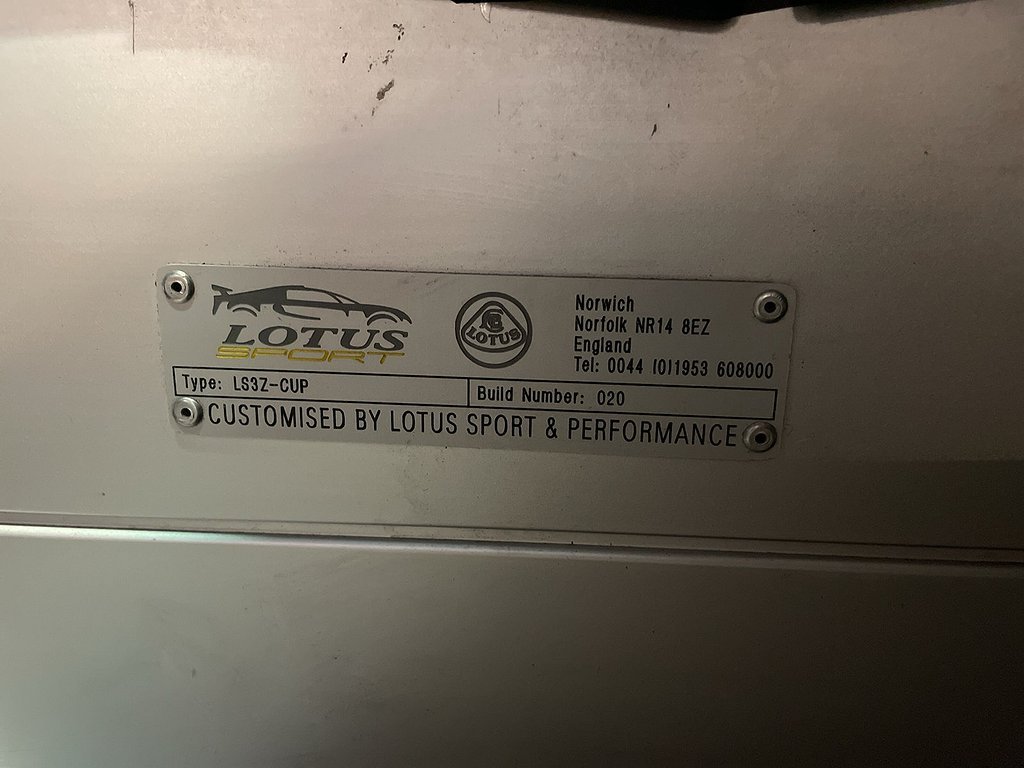 LOTUS
SPORT
LOTUS
Norwich
Norfolk NR14 8EZ
England
Tel: 0044 (0)1953 608000
Type: LS3Z-CUP
Build Number: 020
CUSTOMISED BY LOTUS SPORT & PERFORMANCE